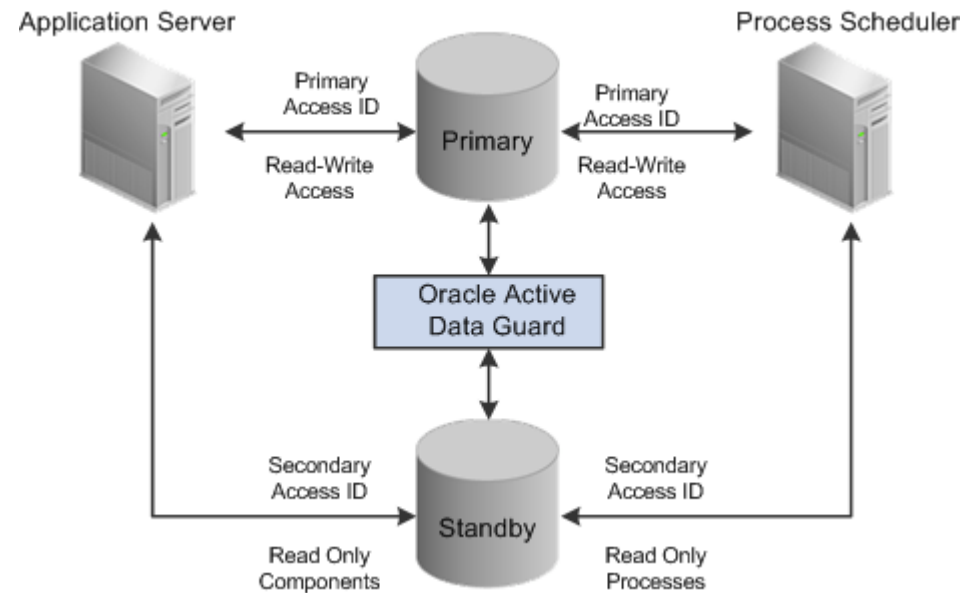 Application Server
Process Scheduler
Primary
Access ID
Read-Write
Access
Primary
Primary
Access ID
Read-Write
Access
Oracle Active
Data Guard
Secondary
Access ID
Read Only
Components
Standby
Secondary
Access ID
Read Only
Processes